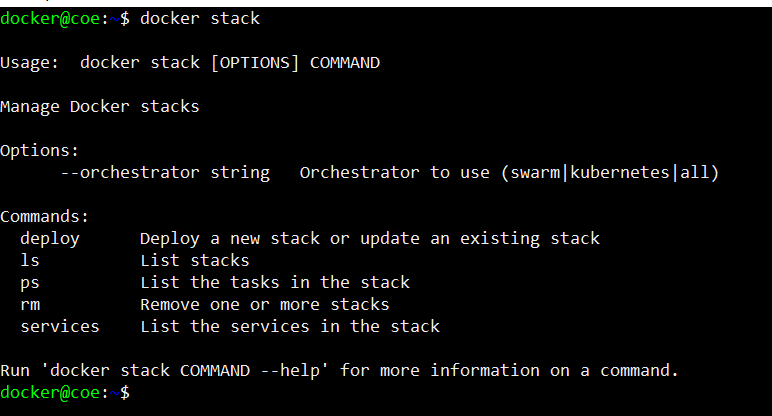 docker@coe:~$ docker stack
Usage:  docker stack [OPTIONS] COMMAND
Manage Docker stacks
Options:
      --orchestrator string   Orchestrator to use (swarm|kubernetes|all)
Commands:
  deploy      Deploy a new stack or update an existing stack
  ls          List stacks
  ps          List the tasks in the stack
  rm          Remove one or more stacks
  services    List the services in the stack
Run 'docker stack COMMAND --help' for more information on a command.
docker@coe:~$